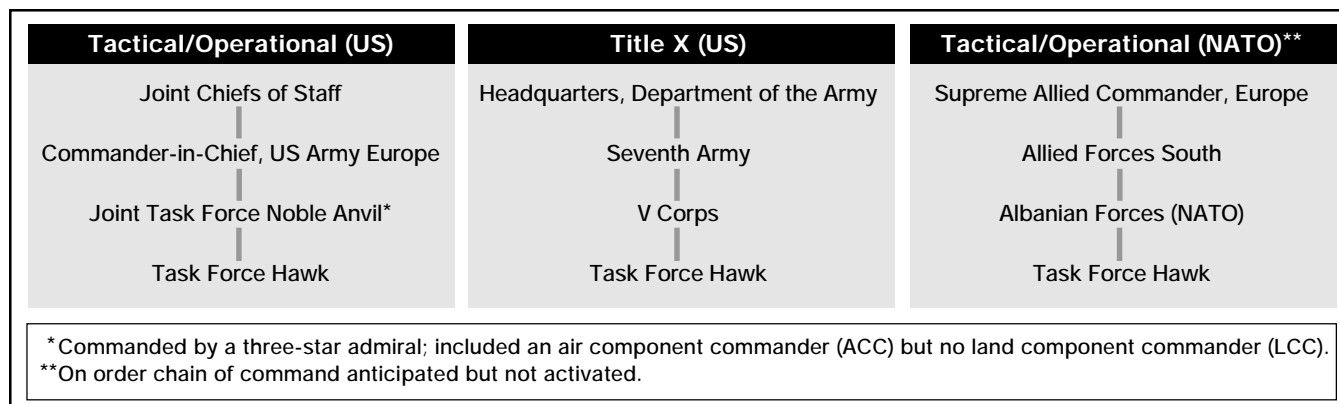 Tactical/Operational (US)
Joint Chiefs of Staff
Commander-in-Chief, US Army Europe
Joint Task Force Noble Anvil*
Task Force Hawk
Title X (US)
Headquarters, Department of the Army
Seventh Army
V Corps
Task Force Hawk
Tactical/Operational (NATO)**
Supreme Allied Commander, Europe
Allied Forces South
Albanian Forces (NATO)
Task Force Hawk
*Commanded by a three-star admiral; included an air component commander (ACC) but no land component commander (LCC).
**On order chain of command anticipated but not activated.